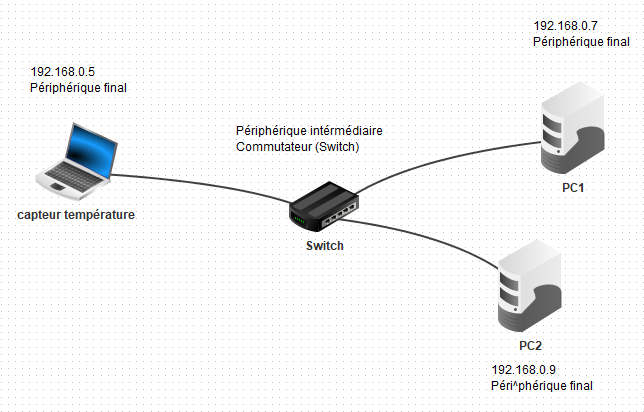 192.168.0.7
Périphérique final
192.168.0.5
Périphérique final
Périphérique intérmédiaire
Commutateur (Switch)
PC1
capteur température
Switch
PC2
192.168.0.9
Péri^phérique final